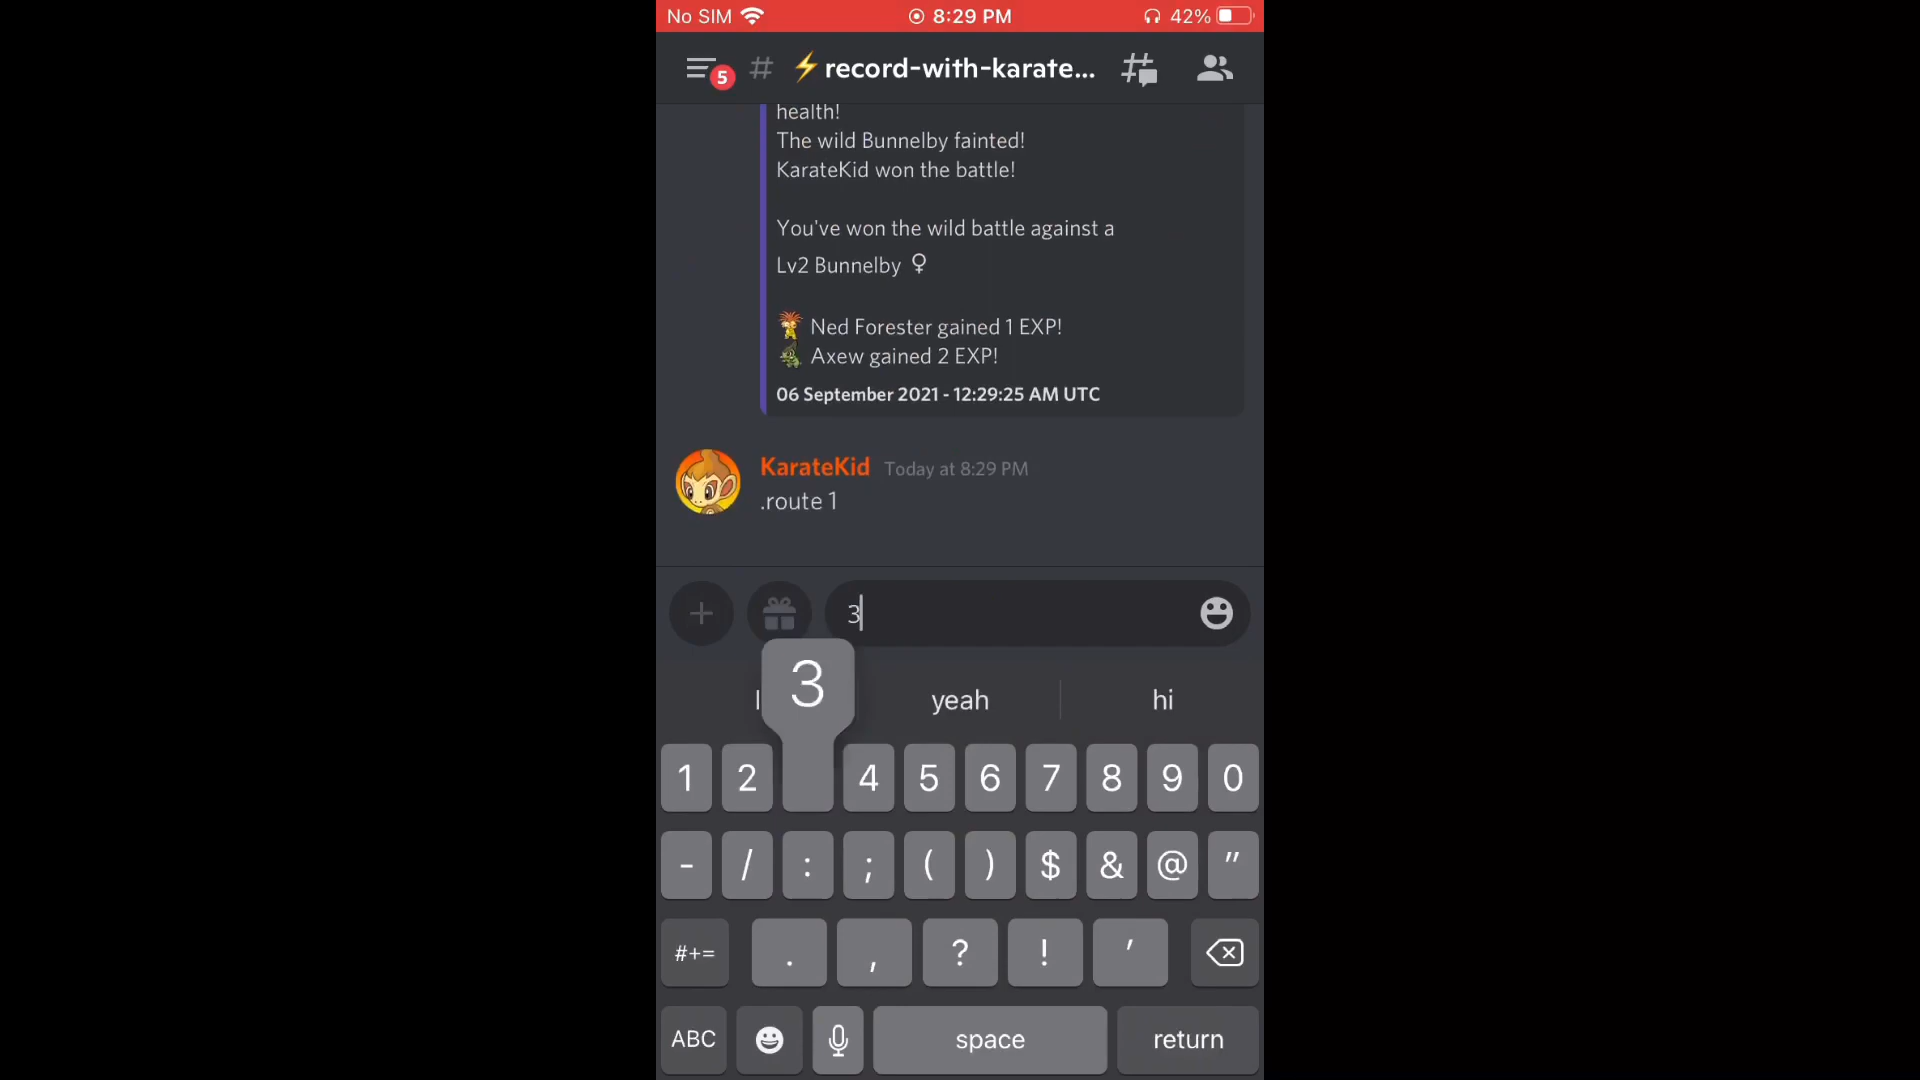 No SIM 8:29 PM 42%
5 # ⚡record-with-karate...
health!
The wild Bunnelby fainted!
KarateKid won the battle!
You've won the wild battle against a
Lv2 Bunnelby ♀
Ned Forester gained 1 EXP!
Axew gained 2 EXP!
06 September 2021 - 12:29:25 AM UTC
KarateKid Today at 8:29 PM
.route 1
3
3
yeah hi
1 2 4 5 6 7 8 9 0
- / : ; ( ) $ & @ "
#+= . , ? ! '
ABC space return